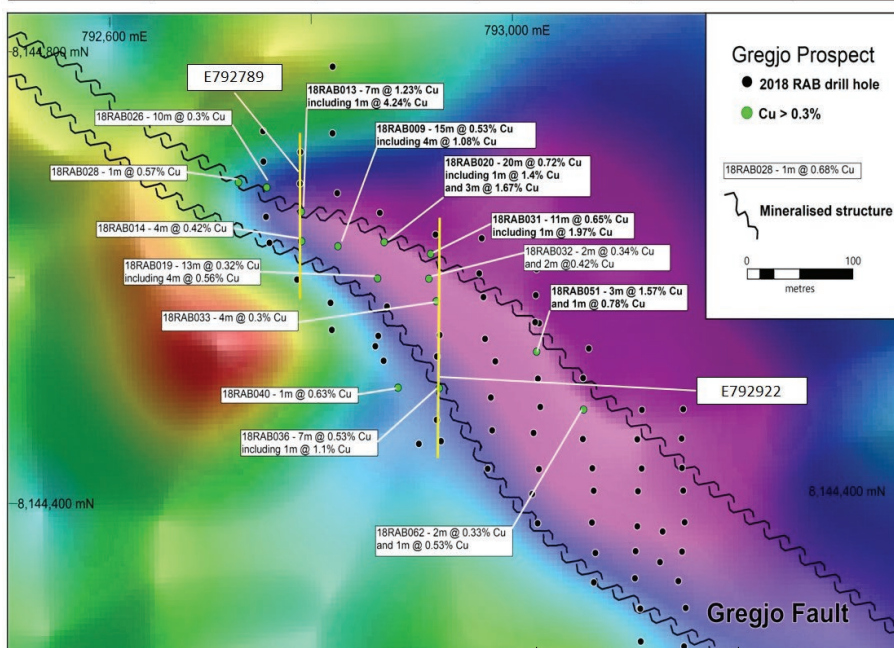 792,600 mE
793,000 mE
8,144,800 mN
E792789
18RAB013 - 7m @ 1.23% Cu
including 1m @ 4.24% Cu
18RAB026 - 10m @ 0.3% Cu
18RAB009 - 15m @ 0.53% Cu
including 4m @ 1.08% Cu
18RAB028 - 1m @ 0.57% Cu
18RAB020 - 20m @ 0.72% Cu
including 1m @ 1.4% Cu
and 3m @ 1.67% Cu
18RAB014 - 4m @ 0.42% Cu
18RAB031 - 11m @ 0.65% Cu
including 1m @ 1.97% Cu
18RAB032 - 2m @ 0.34% Cu
and 2m @0.42% Cu
18RAB019 - 13m @ 0.32% Cu
including 4m @ 0.56% Cu
18RAB051 - 3m @ 1.57% Cu
and 1m @ 0.78% Cu
18RAB033 - 4m @ 0.3% Cu
18RAB040 - 1m @ 0.63% Cu
E792922
18RAB036 - 7m @ 0.53% Cu
including 1m @ 1.1% Cu
8,144,400 mN
8,144,400 mN
18RAB062 - 2m @ 0.33% Cu
and 1m @ 0.53% Cu
Gregjo Fault
Gregjo Prospect
2018 RAB drill hole
Cu > 0.3%
18RAB028 - 1m @ 0.68% Cu
Mineralised structure
0 100
metres